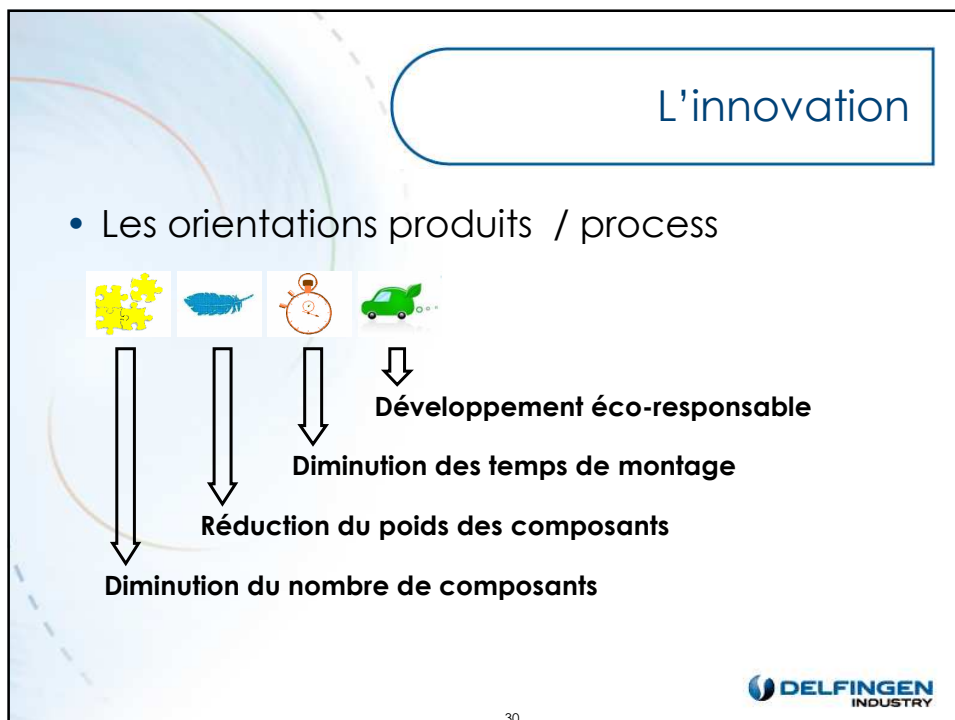 L’innovation
• Les orientations produits / process
Développement éco-responsable
Diminution des temps de montage
Réduction du poids des composants
Diminution du nombre de composants
DELFINGEN
INDUSTRY
30